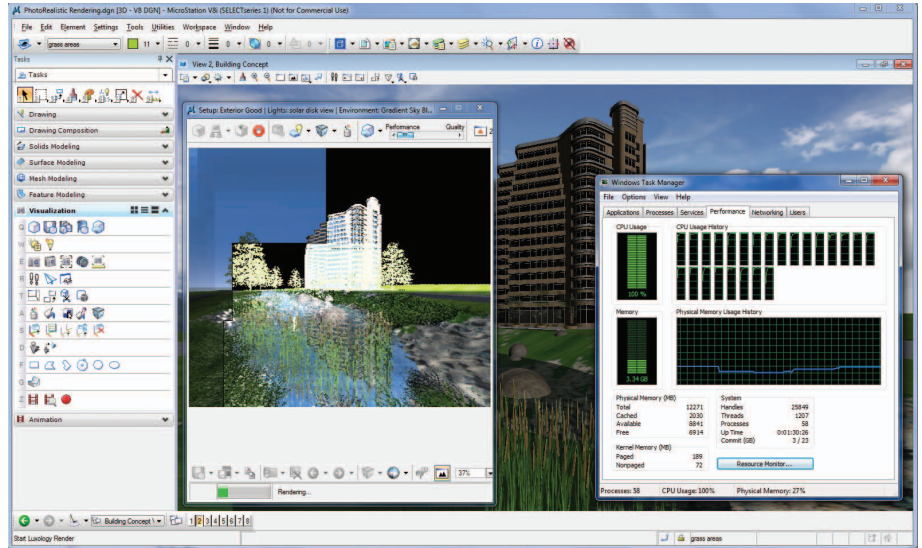 PhotoRealistic Rendering.dgn [3D - V8 DGN] - MicroStation V8i (SELECTseries 1) (Not for Commercial Use)
File Edit Element Settings Tools Utilities Workspace Window Help
grass areas 11 0 0 0 0
Tasks
View 2, Building Concept
Tasks
Drawing
Drawing Composition
Solids Modeling
Surface Modeling
Mesh Modeling
Feature Modeling
Visualization
Q
W
E
R
T
A
S
D
F
G
Z
Animation
Setup: Exterior Good | Lights: solar disk view | Environment: Gradient Sky Bl...
Performance Quality
2
37%
Rendering...
Windows Task Manager
File Options View Help
Applications Processes Services Performance Networking Users
CPU Usage CPU Usage History
100 %
Memory Physical Memory Usage History
3.34 GB
Physical Memory (MB)
Total 12271
Cached 2030
Available 8841
Free 6914
Kernel Memory (MB)
Paged 189
Nonpaged 72
System
Handles 25849
Threads 1207
Processes 58
Up Time 0:01:30:26
Commit (GB) 3 / 23
Resource Monitor...
Processes: 58 CPU Usage: 100% Physical Memory: 27%
Building Concept 1 2 3 4 5 6 7 8
Start Luxology Render
grass areas